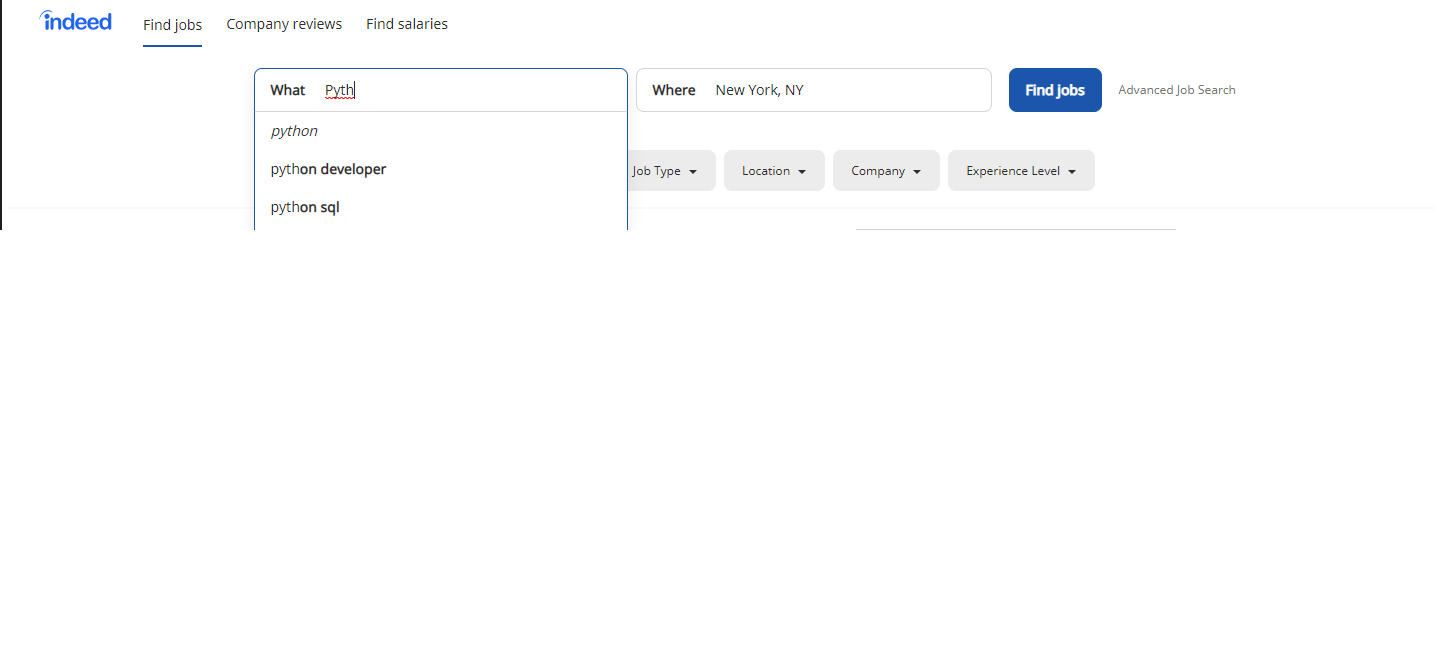 indeed Find jobs Company reviews Find salaries
What Pyth Where New York, NY Find jobs Advanced Job Search
python
python developer Job Type Location Company Experience Level
python sql